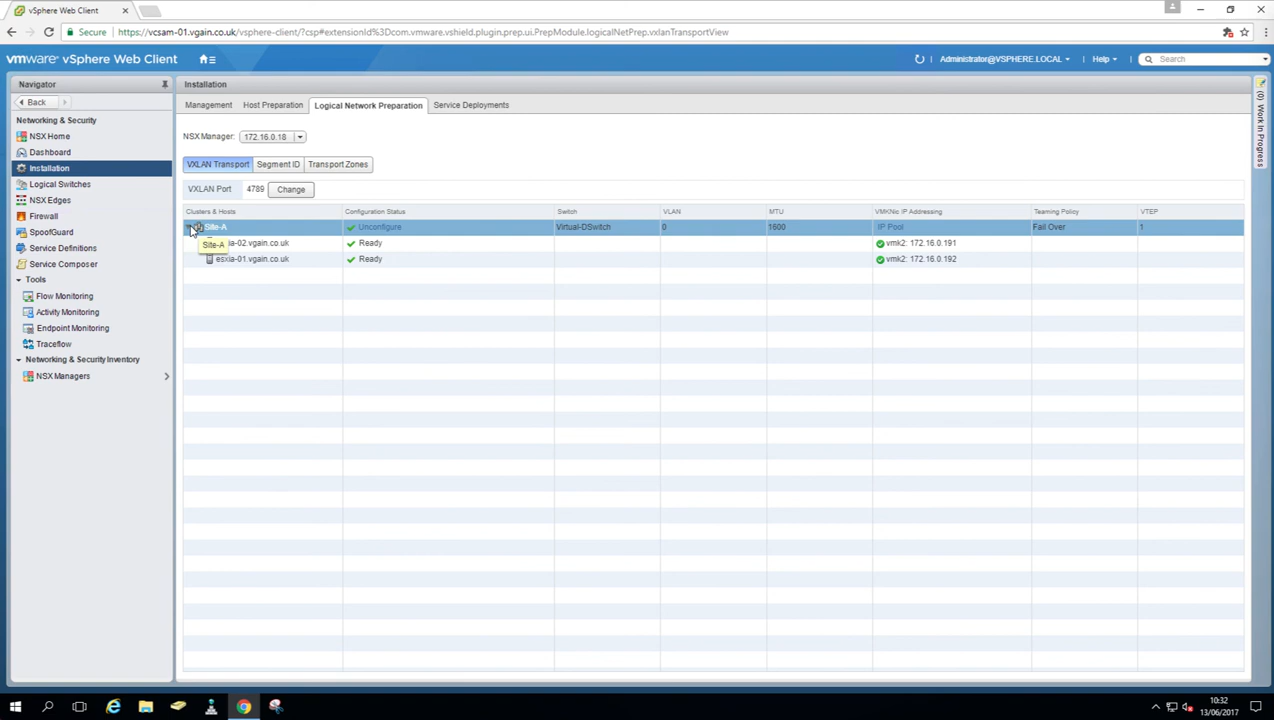 vSphere Web Client
Secure
https://vcsam-01.vgain.co.uk/vsphere-client/?csp#extensionId%3Dcom.vmware.vshield.plugin.prep.ui.PrepModule.logicalNetPrep.vxlanTransportView
vmware® vSphere Web Client
Administrator@VSPHERE.LOCAL
Help
Search
Navigator
Back
Networking & Security
NSX Home
Dashboard
Installation
Logical Switches
NSX Edges
Firewall
SpoofGuard
Service Definitions
Service Composer
Tools
Flow Monitoring
Activity Monitoring
Endpoint Monitoring
Traceflow
Networking & Security Inventory
NSX Managers
Installation
Management Host Preparation Logical Network Preparation Service Deployments
NSX Manager: 172.16.0.18
VXLAN Transport Segment ID Transport Zones
VXLAN Port 4789 Change
Clusters & Hosts Configuration Status Switch VLAN MTU VMKNic IP Addressing Teaming Policy VTEP
Site-A Unconfigure Virtual-DSwitch 0 1600 IP Pool Fail Over 1
ia-02.vgain.co.uk Ready vmk2: 172.16.0.191
Site-A
esxia-01.vgain.co.uk Ready vmk2: 172.16.0.192
(0) Work In Progress
10:32
13/06/2017